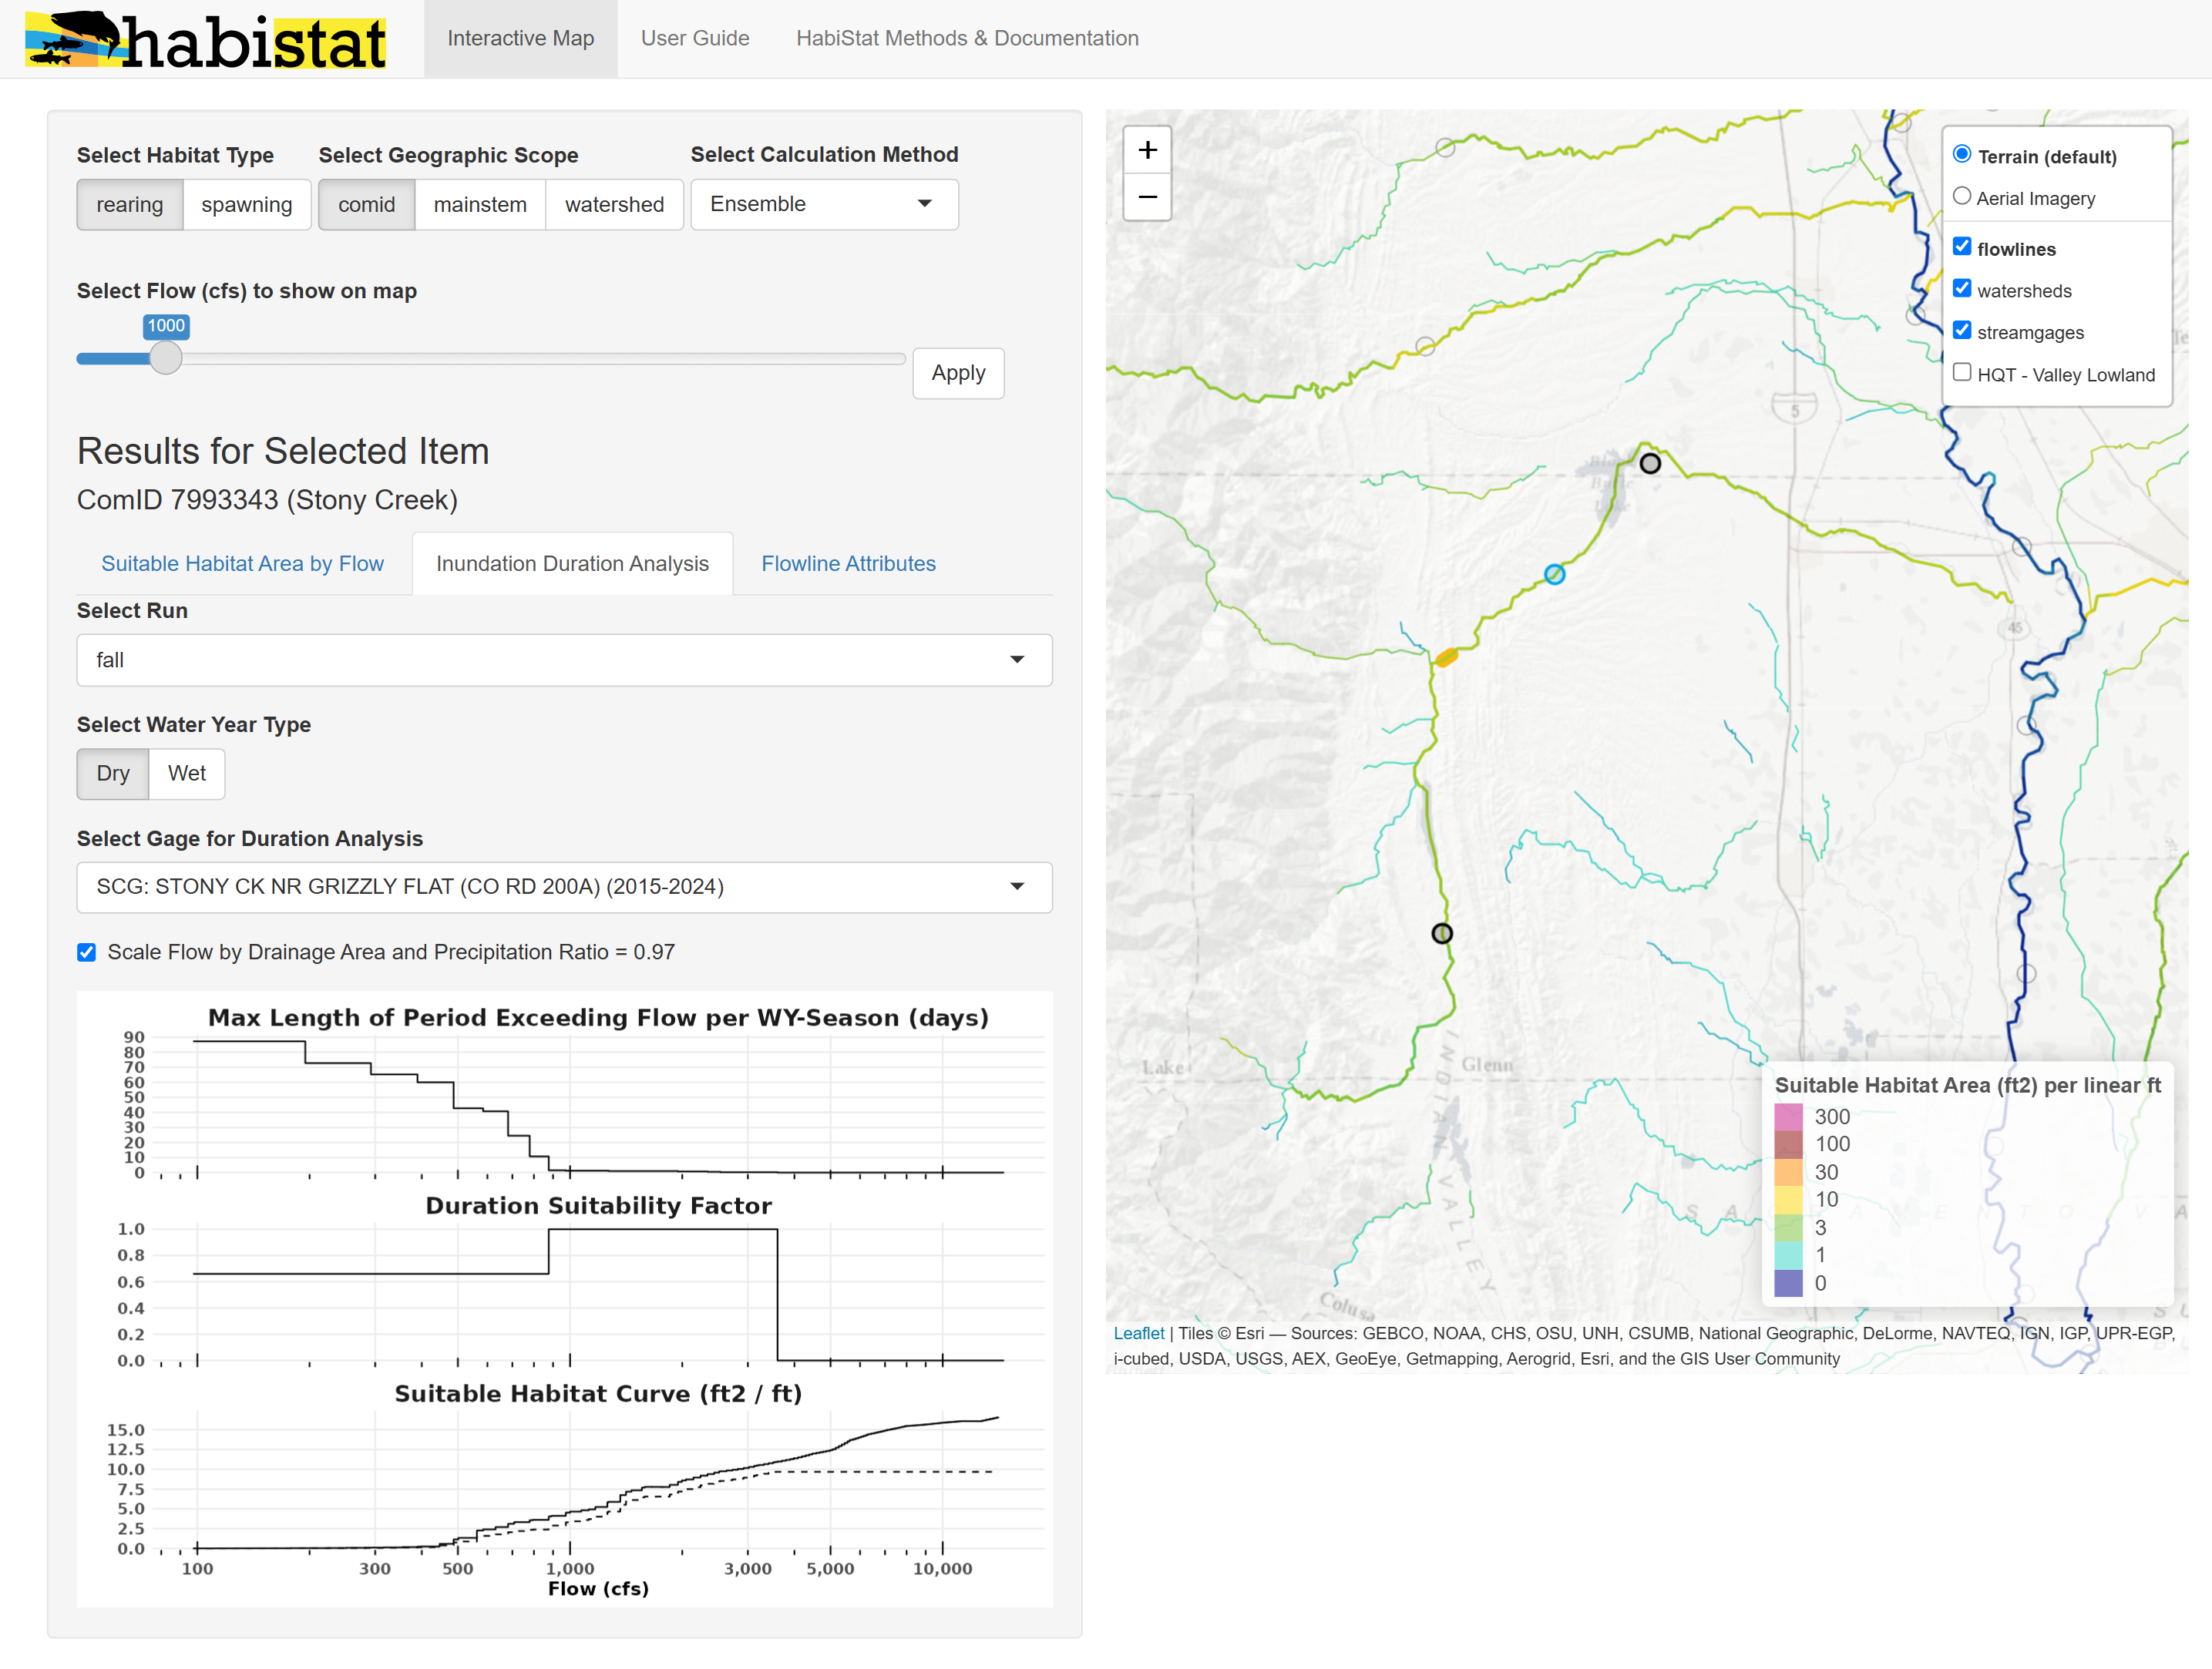 habistat
Interactive Map
User Guide
HabiStat Methods & Documentation
Select Habitat Type
Select Geographic Scope
Select Calculation Method
rearing
spawning
comid
mainstem
watershed
Ensemble
Select Flow (cfs) to show on map
1000
Apply
Results for Selected Item
ComID 7993343 (Stony Creek)
Suitable Habitat Area by Flow
Inundation Duration Analysis
Flowline Attributes
Select Run
fall
Select Water Year Type
Dry
Wet
Select Gage for Duration Analysis
SCG: STONY CK NR GRIZZLY FLAT (CO RD 200A) (2015-2024)
Scale Flow by Drainage Area and Precipitation Ratio = 0.97
Max Length of Period Exceeding Flow per WY-Season (days)
90
80
70
60
50
40
30
20
10
0
Duration Suitability Factor
1.0
0.8
0.6
0.4
0.2
0.0
Suitable Habitat Curve (ft2 / ft)
15.0
12.5
10.0
7.5
5.0
2.5
0.0
100
300
500
1,000
3,000
5,000
10,000
Flow (cfs)
+
−
Terrain (default)
Aerial Imagery
flowlines
watersheds
streamgages
HQT - Valley Lowland
5
45
Lake
Glenn
INDIAN VALLEY
Colusa
Suitable Habitat Area (ft2) per linear ft
300
100
30
10
3
1
0
Leaflet | Tiles © Esri — Sources: GEBCO, NOAA, CHS, OSU, UNH, CSUMB, National Geographic, DeLorme, NAVTEQ, IGN, IGP, UPR-EGP,
i-cubed, USDA, USGS, AEX, GeoEye, Getmapping, Aerogrid, Esri, and the GIS User Community